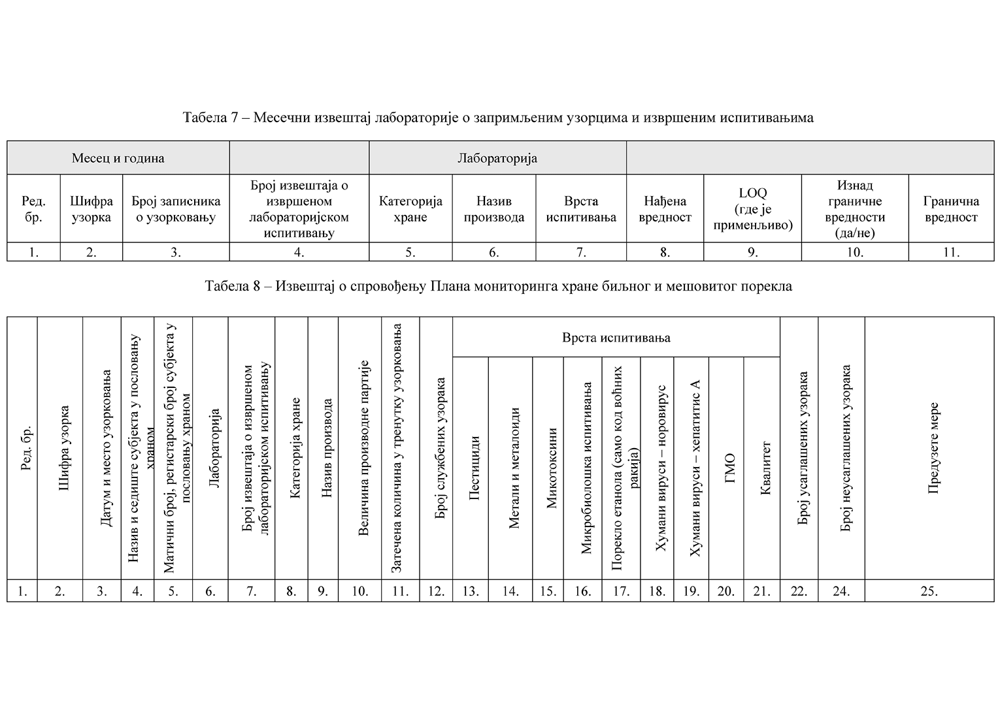 Табела 7 – Месечни извештај лабораторије о запримљеним узорцима и извршеним испитивањима
Месец и година
Лабораторија
Ред.
бр.
Шифра
узорка
Број записника
о узорковању
Број извештаја о
извршеном
лабораторијском
испитивању
Категорија
хране
Назив
производа
Врста
испитивања
Нађена
вредност
LOQ
(где је
применљиво)
Изнад
граничне
вредности
(да/не)
Гранична
вредност
1.
2.
3.
4.
5.
6.
7.
8.
9.
10.
11.
Табела 8 – Извештај о спровођењу Плана мониторинга хране биљног и мешовитог порекла
Ред. бр.
Шифра узорка
Датум и место узорковања
Назив и седиште субјекта у пословању
храном
Матични број, регистарски број субјекта у
пословању храном
Лабораторија
Број извештаја о извршеном
лабораторијском испитивању
Категорија хране
Назив производа
Величина производне партије
Затечена количина у тренутку узорковања
Број службених узорака
Врста испитивања
Пестициди
Метали и металоиди
Микотоксини
Микробиолошка испитивања
Порекло етанола (само код воћних
ракија)
Хумани вируси – норовирус
Хумани вируси – хепатитис А
ГМО
Квалитет
Број усаглашених узорака
Број неусаглашених узорака
Предузете мере
1.
2.
3.
4.
5.
6.
7.
8.
9.
10.
11.
12.
13.
14.
15.
16.
17.
18.
19.
20.
21.
22.
24.
25.